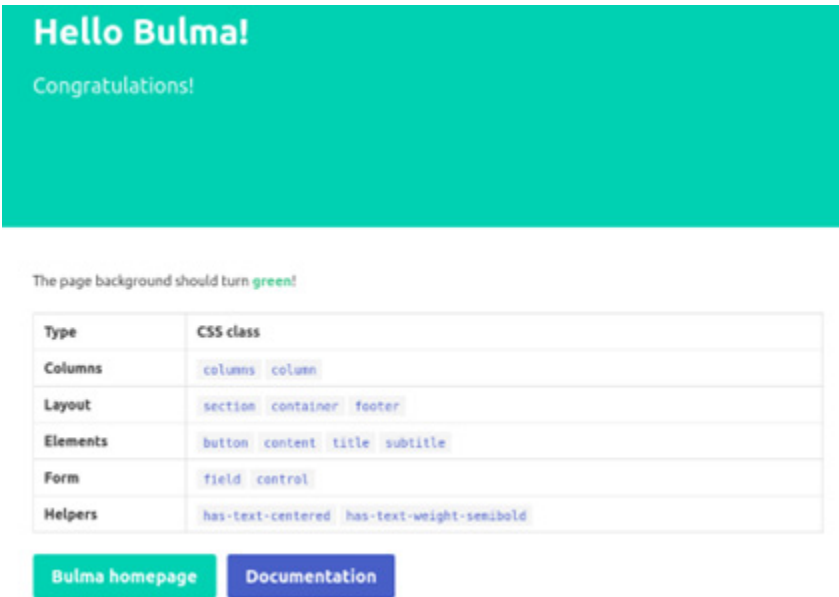 Hello Bulma!
Congratulations!
The page background should turn green!
Type CSS class
Columns columns column
Layout section container footer
Elements button content title subtitle
Form field control
Helpers has-text-centered has-text-weight-semibold
Bulma homepage Documentation